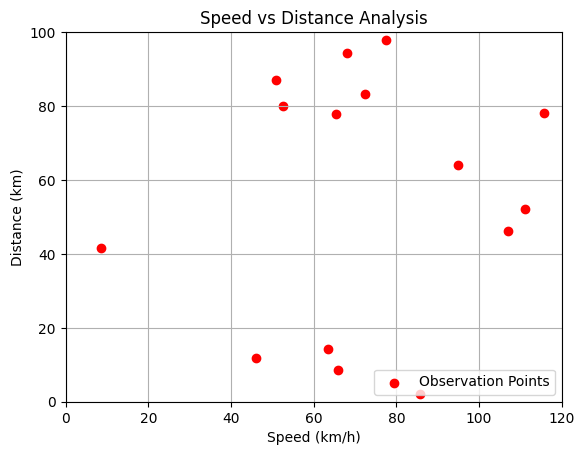 Speed vs Distance Analysis
100
80
60
40
20
0
Distance (km)
0 20 40 60 80 100 120
Speed (km/h)
Observation Points